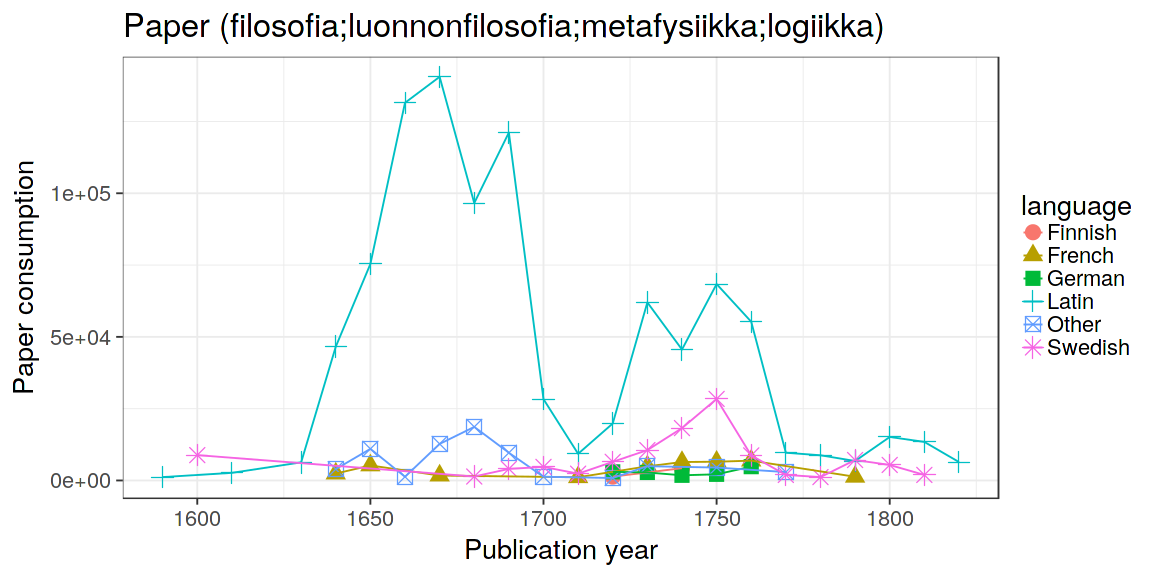 Paper (filosofia;luonnonfilosofia;metafysiikka;logiikka)
Paper consumption
1e+05
5e+04
0e+00
1600 1650 1700 1750 1800
Publication year
language
Finnish
French
German
Latin
Other
Swedish